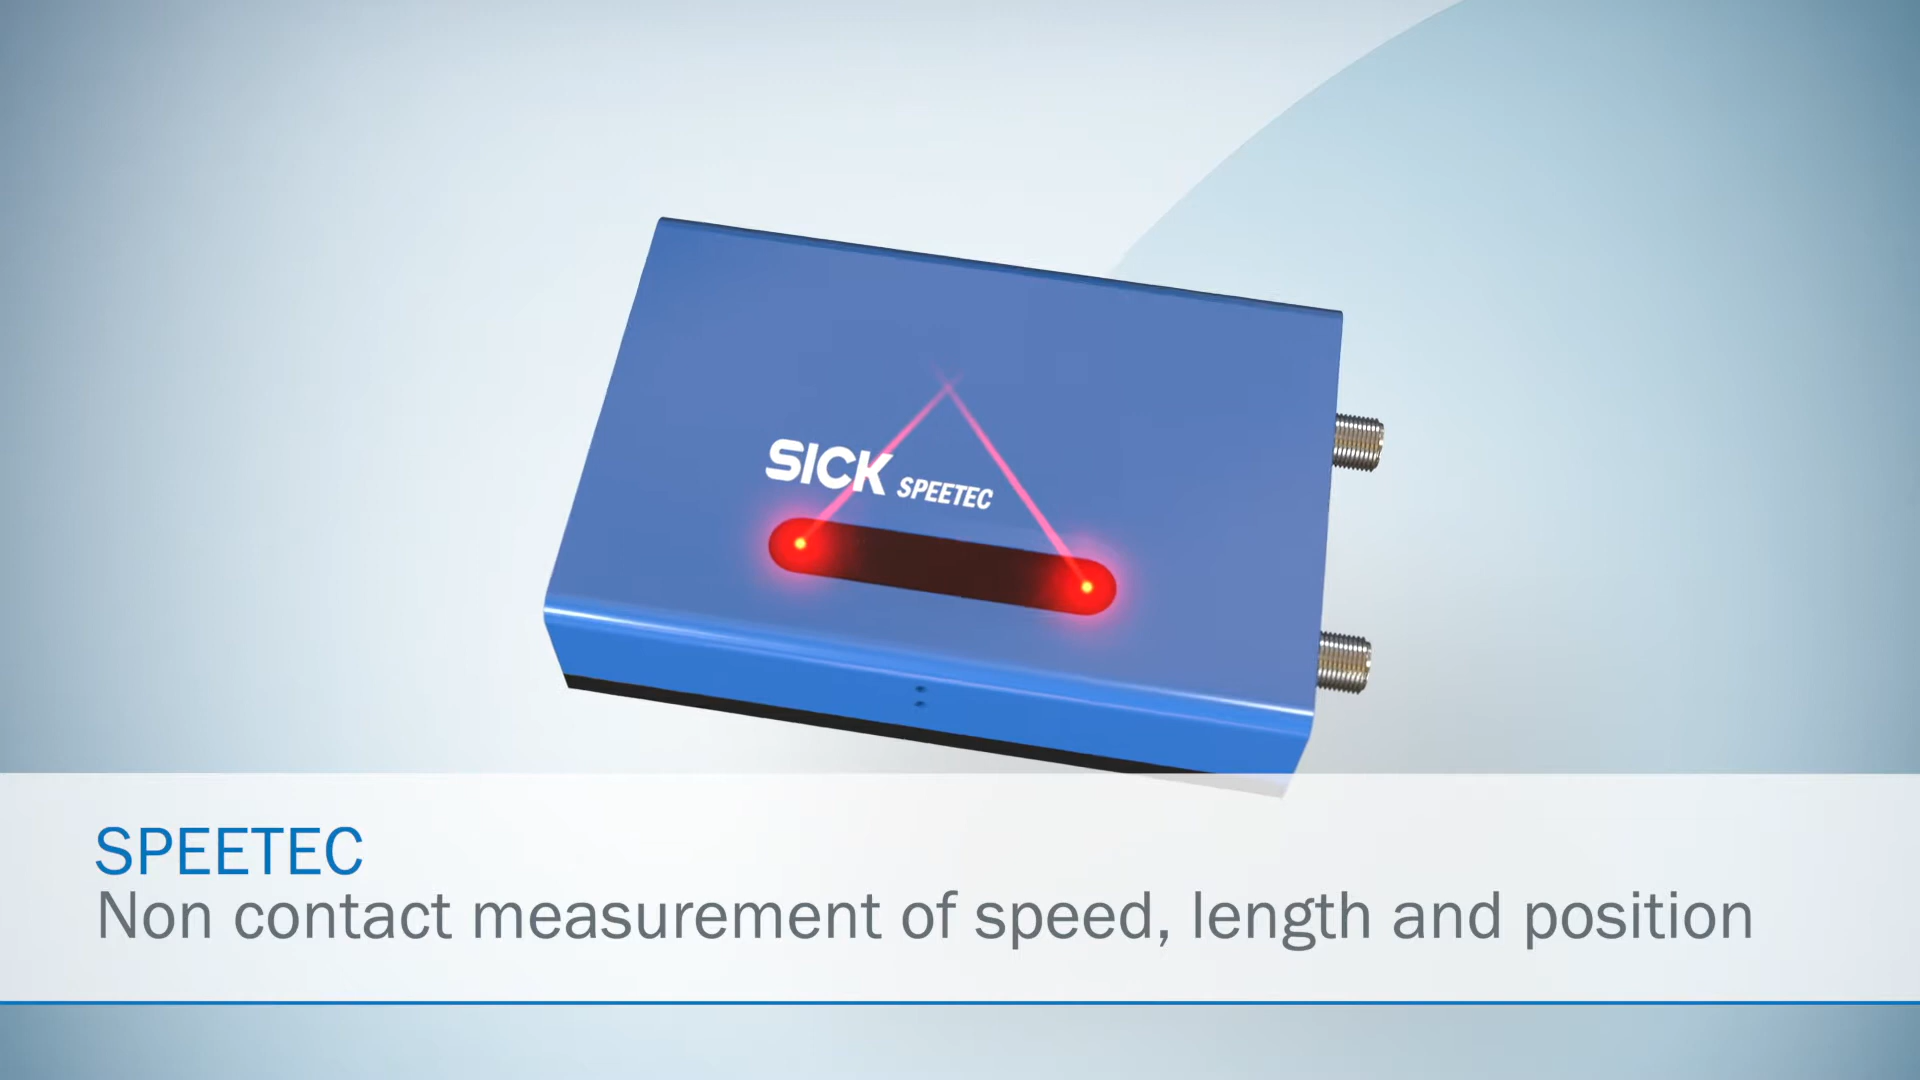 SICK SPEETEC
SPEETEC
Non contact measurement of speed, length and position